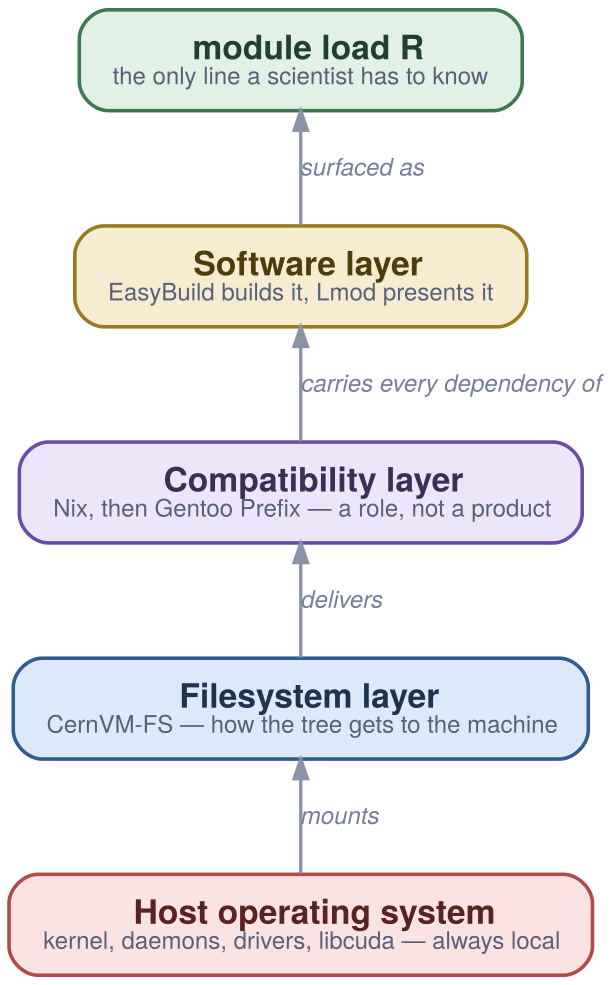 module load R
the only line a scientist has to know
surfaced as
Software layer
EasyBuild builds it, Lmod presents it
carries every dependency of
Compatibility layer
Nix, then Gentoo Prefix — a role, not a product
delivers
Filesystem layer
CernVM-FS — how the tree gets to the machine
mounts
Host operating system
kernel, daemons, drivers, libcuda — always local